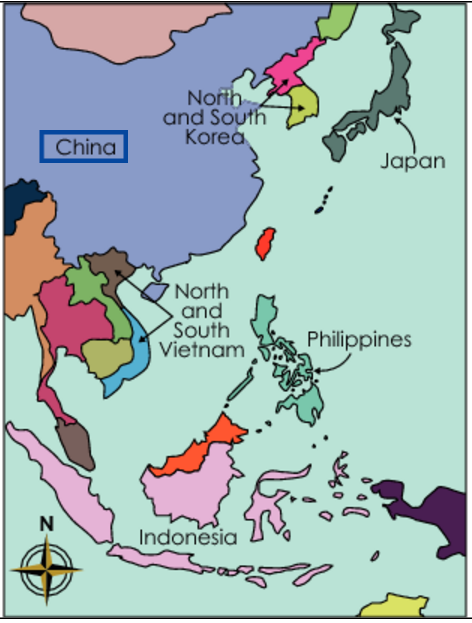 North
and South
Korea
China
Japan
North
and
South
Vietnam
Philippines
Indonesia
N